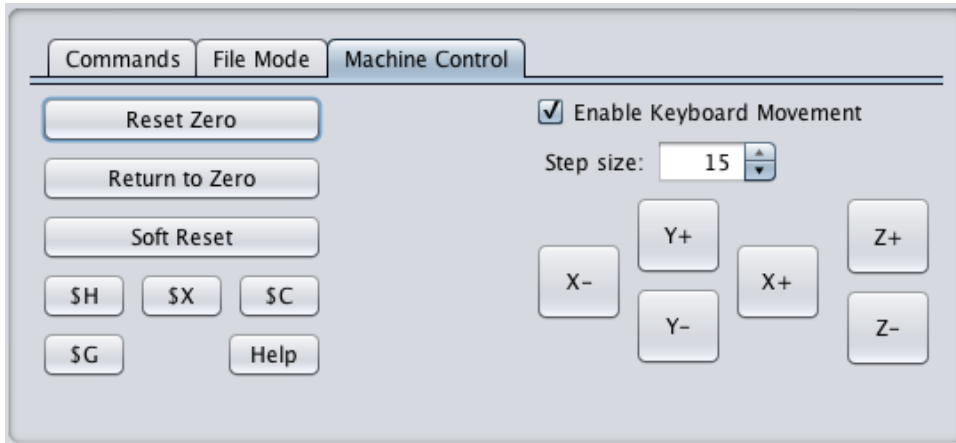 Commands File Mode Machine Control
Reset Zero
Return to Zero
Soft Reset
$H $X $C
$G Help
Enable Keyboard Movement
Step size: 15
Y+ Z+
X- X+
Y- Z-